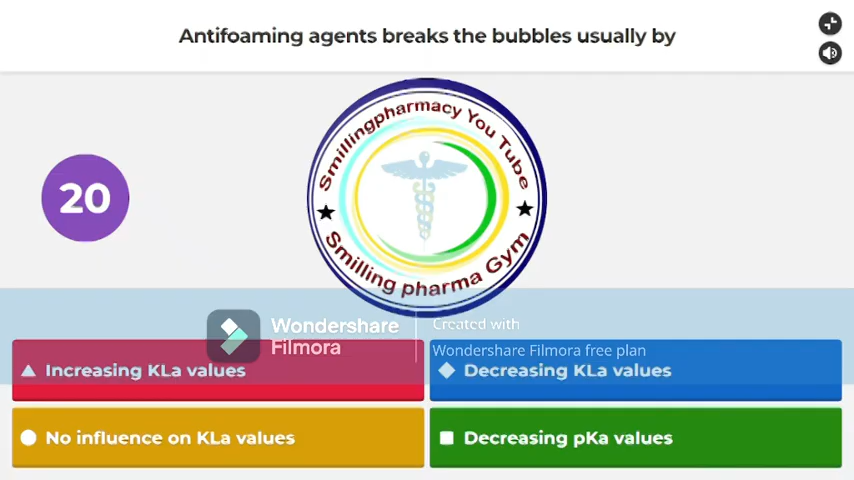 Antifoaming agents breaks the bubbles usually by
20
Smillingpharmacy You Tube
Smilling pharma Gym
Wondershare
Filmora
Created with
Wondershare Filmora free plan
Increasing KLa values
Decreasing KLa values
No influence on KLa values
Decreasing pKa values